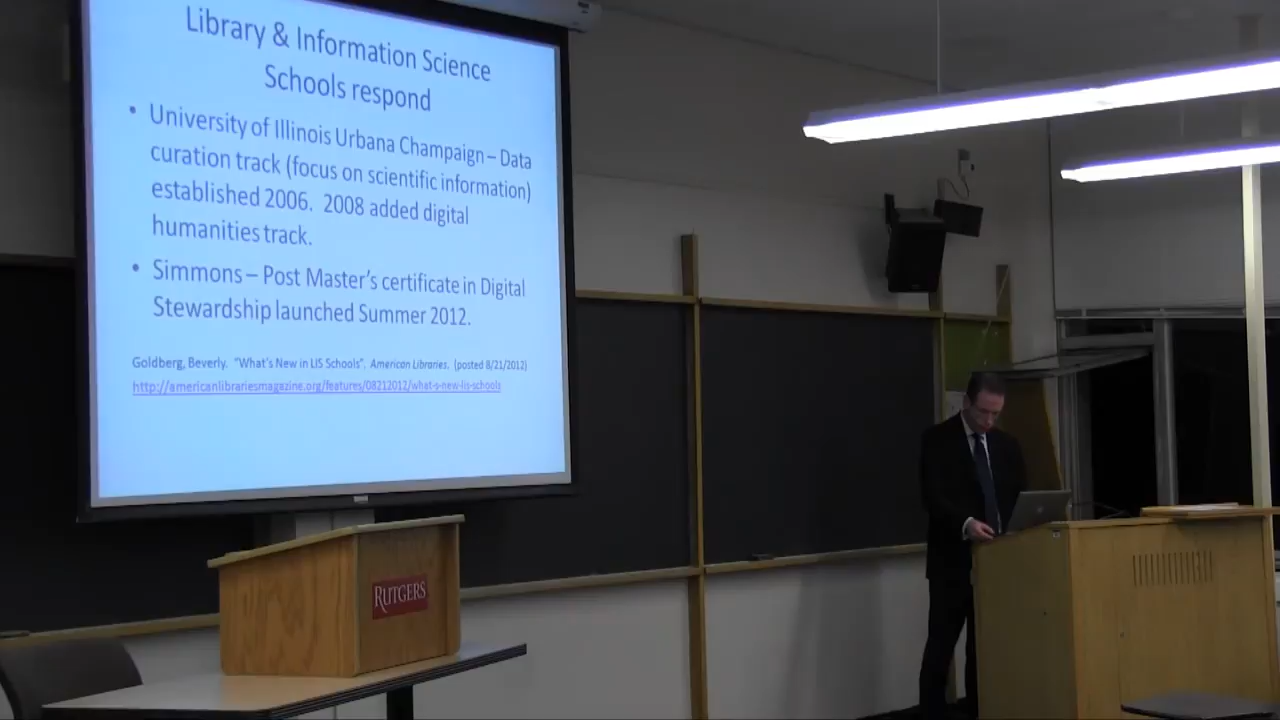 Library & Information Science
Schools respond
• University of Illinois Urbana Champaign – Data
curation track (focus on scientific information)
established 2006.  2008 added digital
humanities track.
• Simmons – Post Master's certificate in Digital
Stewardship launched Summer 2012.
Goldberg, Beverly.  "What's New in LIS Schools".  American Libraries.  (posted 8/21/2012)
http://americanlibrariesmagazine.org/features/08212012/what-s-new-lis-schools
RUTGERS